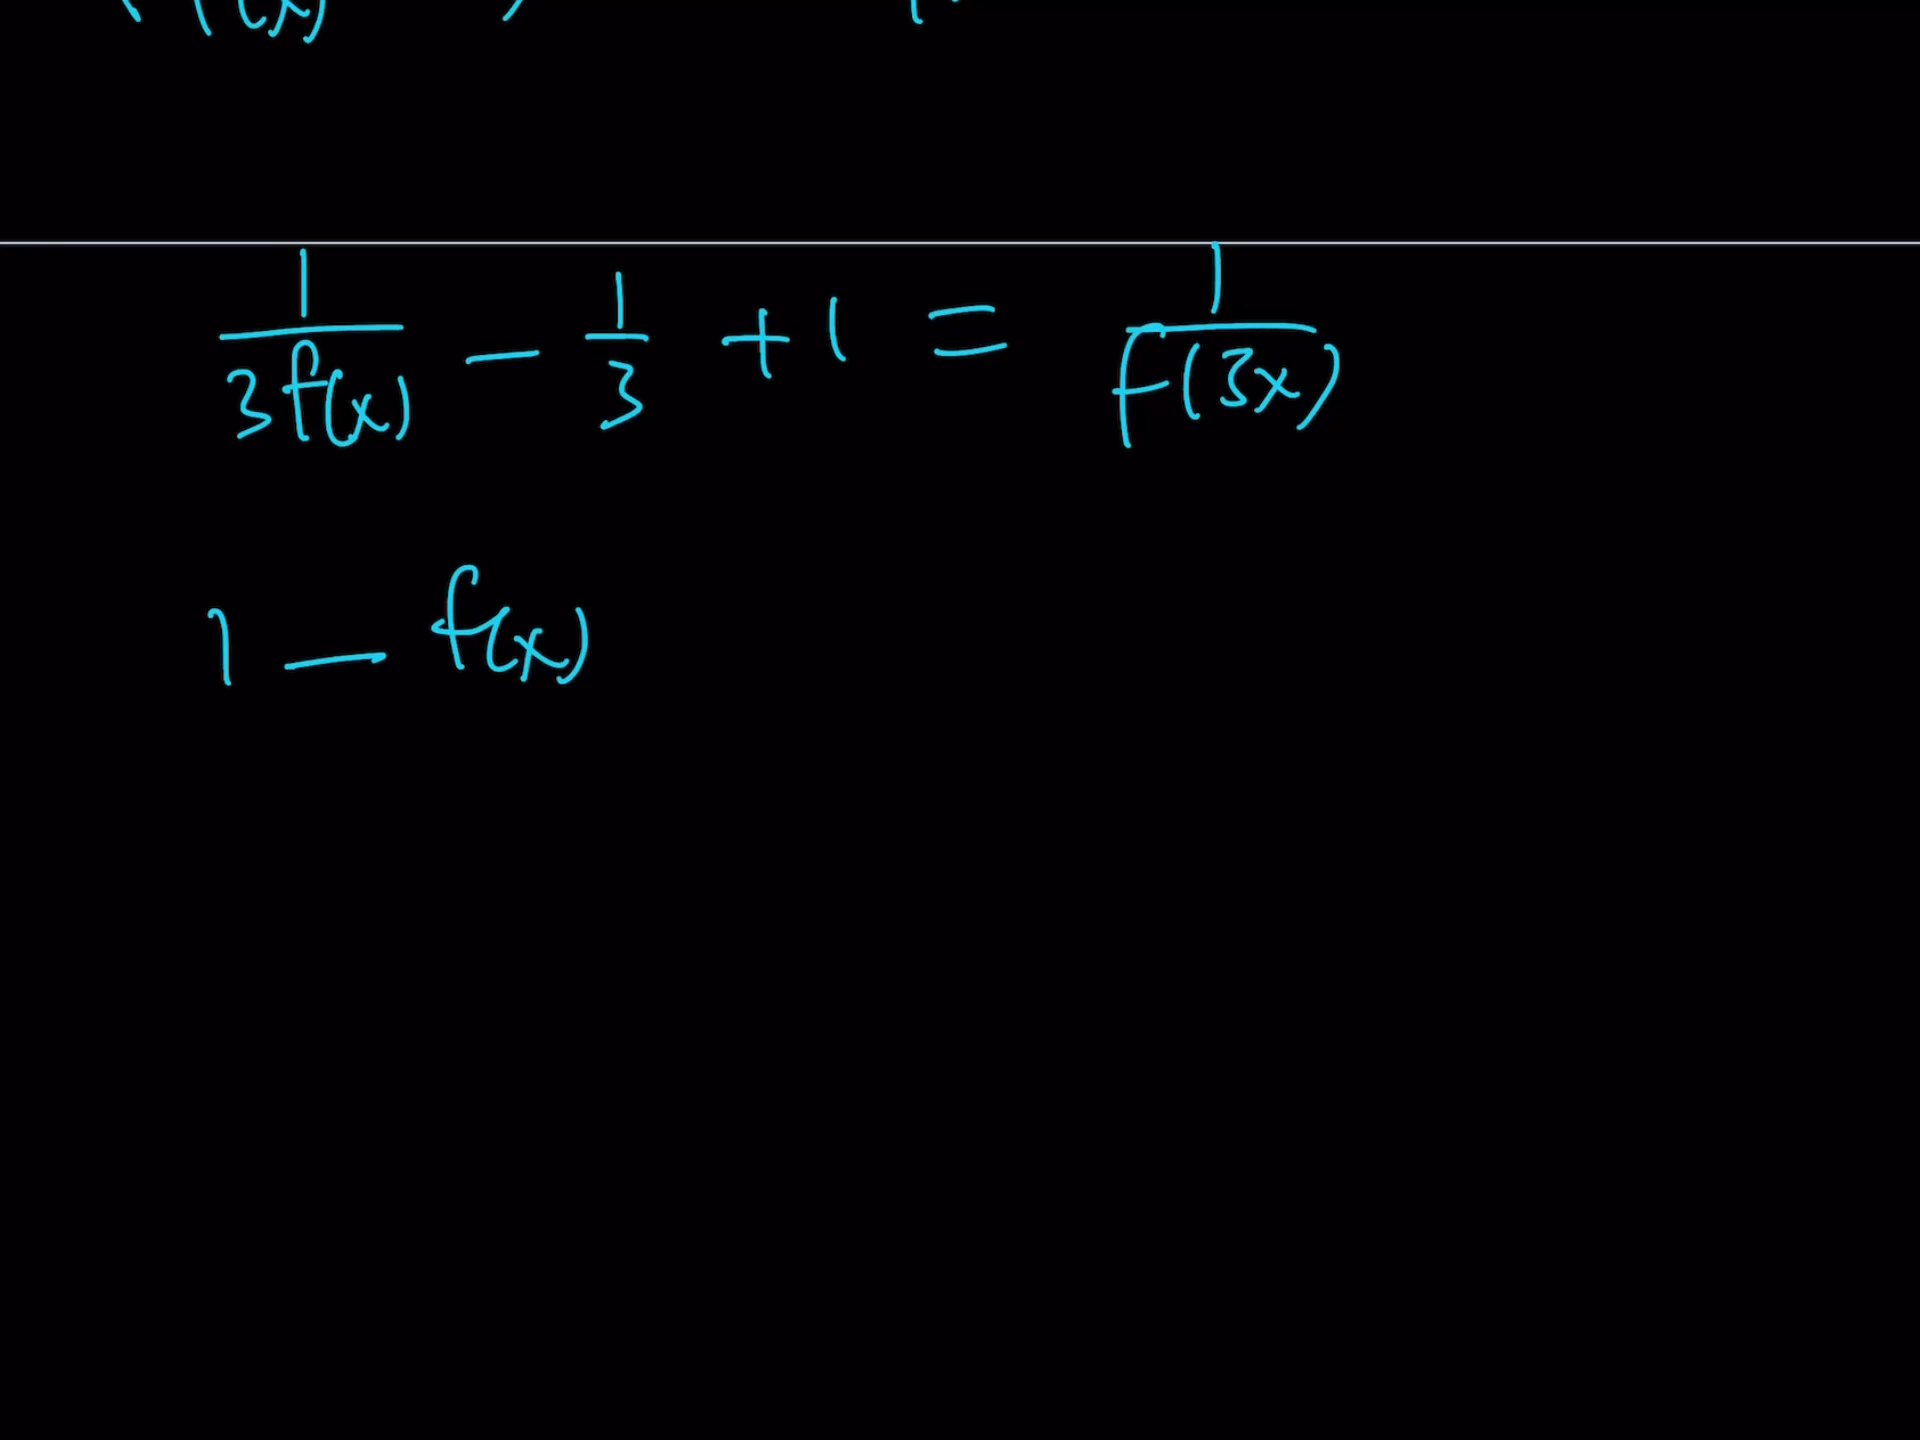 1/(3f(x)) - 1/3 + 1 = 1/(f(3x))
1 - f(x)